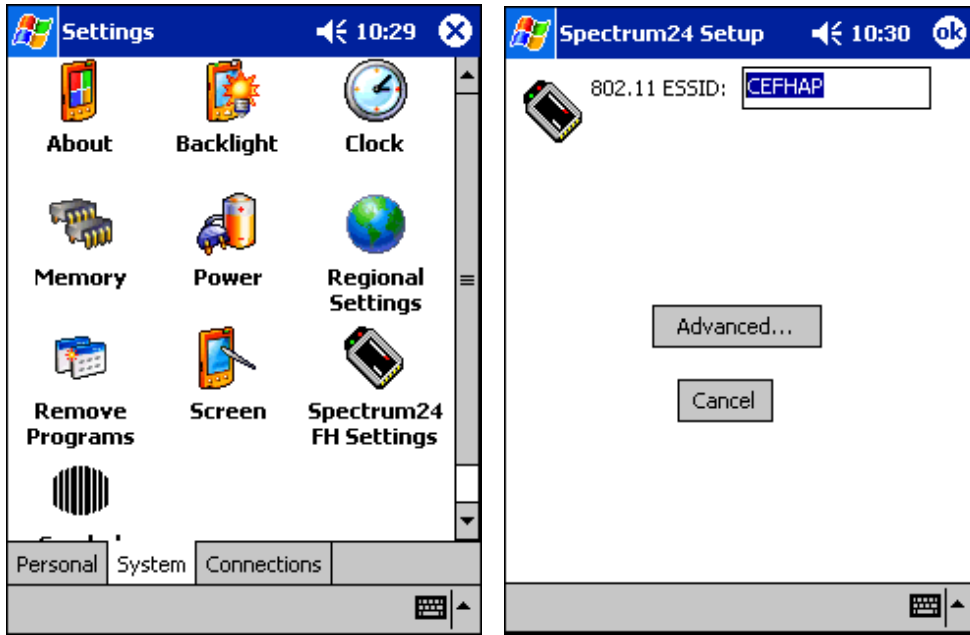 Settings 10:29
About Backlight Clock
Memory Power Regional Settings
Remove Programs Screen Spectrum24 FH Settings
Personal System Connections
Spectrum24 Setup 10:30 ok
802.11 ESSID: CEFHAP
Advanced...
Cancel